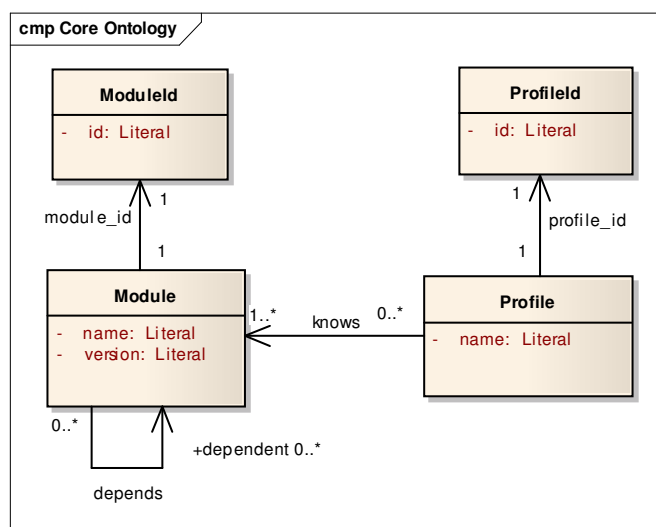 cmp Core Ontology
ModuleId
- id: Literal
ProfileId
- id: Literal
1
module_id
1
1
profile_id
1
Module
- name: Literal
- version: Literal
1..*
knows
0..*
Profile
- name: Literal
0..*
+dependent 0..*
depends